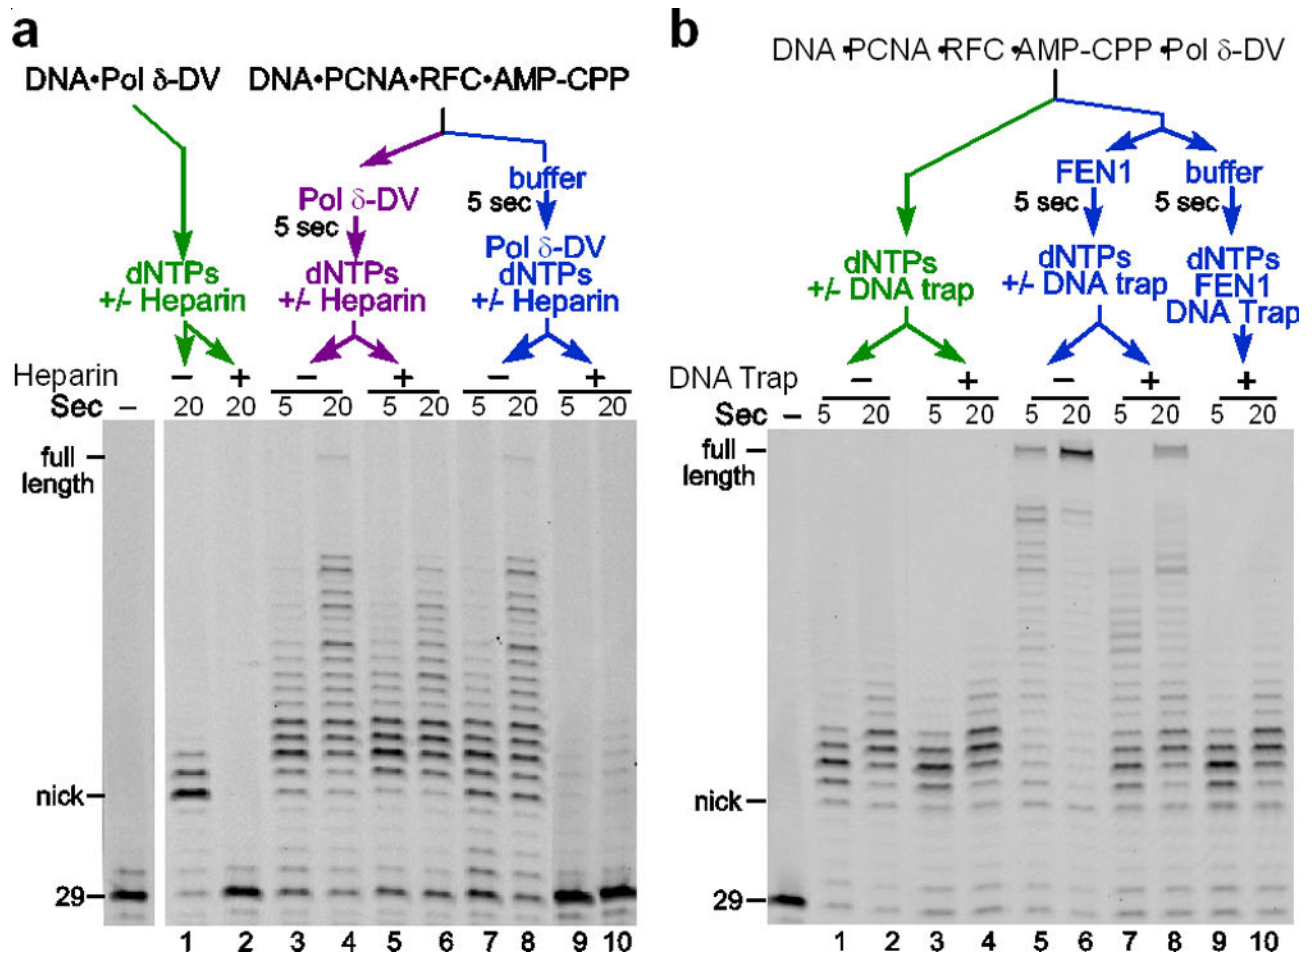 a
DNA•Pol δ-DV
DNA•PCNA•RFC•AMP-CPP
Pol δ-DV
5 sec
buffer
5 sec
Pol δ-DV
dNTPs
+/- Heparin
dNTPs
+/- Heparin
dNTPs
+/- Heparin
Heparin − + − + − +
Sec − 20 20 5 20 5 20 5 20 5 20
full
length
nick
29
1 2 3 4 5 6 7 8 9 10
b
DNA •PCNA •RFC •AMP-CPP •Pol δ-DV
FEN1
5 sec
buffer
5 sec
dNTPs
+/- DNA trap
dNTPs
+/- DNA trap
dNTPs
FEN1
DNA Trap
DNA Trap − + − + +
Sec − 5 20 5 20 5 20 5 20 5 20
full
length
nick
29
1 2 3 4 5 6 7 8 9 10